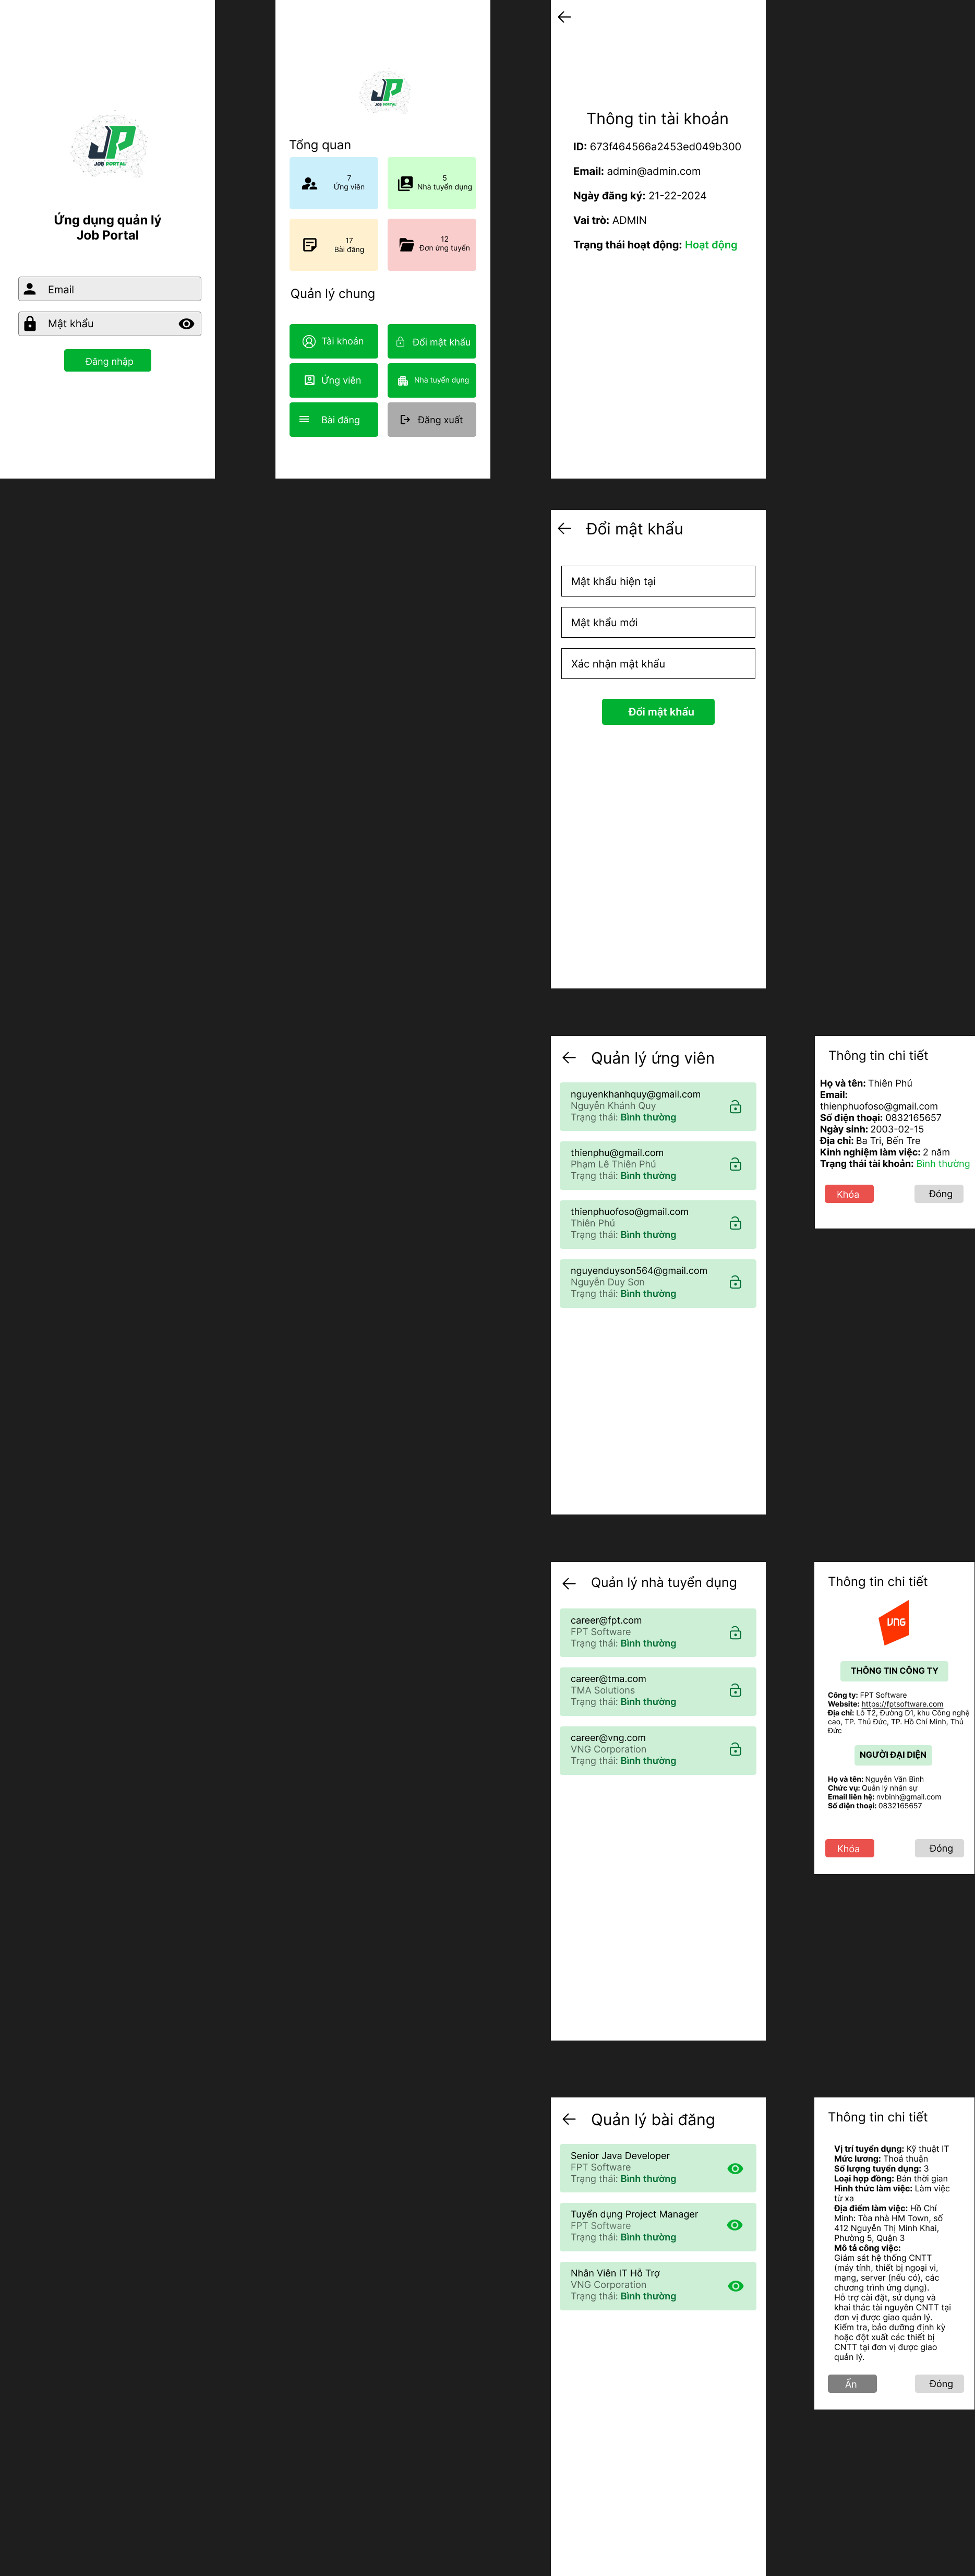 JP
JOB PORTAL
Ứng dụng quản lý
Job Portal
Email
Mật khẩu
Đăng nhập
JP
JOB PORTAL
Tổng quan
7
Ứng viên
5
Nhà tuyển dụng
17
Bài đăng
12
Đơn ứng tuyển
Quản lý chung
Tài khoản
Đổi mật khẩu
Ứng viên
Nhà tuyển dụng
Bài đăng
Đăng xuất
Thông tin tài khoản
ID: 673f464566a2453ed049b300
Email: admin@admin.com
Ngày đăng ký: 21-22-2024
Vai trò: ADMIN
Trạng thái hoạt động: Hoạt động
Đổi mật khẩu
Mật khẩu hiện tại
Mật khẩu mới
Xác nhận mật khẩu
Đổi mật khẩu
Quản lý ứng viên
nguyenkhanhquy@gmail.com
Nguyễn Khánh Quy
Trạng thái: Bình thường
thienphu@gmail.com
Phạm Lê Thiên Phú
Trạng thái: Bình thường
thienphuofoso@gmail.com
Thiên Phú
Trạng thái: Bình thường
nguyenduyson564@gmail.com
Nguyễn Duy Sơn
Trạng thái: Bình thường
Thông tin chi tiết
Họ và tên: Thiên Phú
Email:
thienphuofoso@gmail.com
Số điện thoại: 0832165657
Ngày sinh: 2003-02-15
Địa chỉ: Ba Tri, Bến Tre
Kinh nghiệm làm việc: 2 năm
Trạng thái tài khoản: Bình thường
Khóa
Đóng
Quản lý nhà tuyển dụng
career@fpt.com
FPT Software
Trạng thái: Bình thường
career@tma.com
TMA Solutions
Trạng thái: Bình thường
career@vng.com
VNG Corporation
Trạng thái: Bình thường
Thông tin chi tiết
VNG
THÔNG TIN CÔNG TY
Công ty: FPT Software
Website: https://fptsoftware.com
Địa chỉ: Lô T2, Đường D1, khu Công nghệ
cao, TP. Thủ Đức, TP. Hồ Chí Minh, Thủ
Đức
NGƯỜI ĐẠI DIỆN
Họ và tên: Nguyễn Văn Bình
Chức vụ: Quản lý nhân sự
Email liên hệ: nvbinh@gmail.com
Số điện thoại: 0832165657
Khóa
Đóng
Quản lý bài đăng
Senior Java Developer
FPT Software
Trạng thái: Bình thường
Tuyển dụng Project Manager
FPT Software
Trạng thái: Bình thường
Nhân Viên IT Hỗ Trợ
VNG Corporation
Trạng thái: Bình thường
Thông tin chi tiết
Vị trí tuyển dụng: Kỹ thuật IT
Mức lương: Thoả thuận
Số lượng tuyển dụng: 3
Loại hợp đồng: Bán thời gian
Hình thức làm việc: Làm việc
từ xa
Địa điểm làm việc: Hồ Chí
Minh: Tòa nhà HM Town, số
412 Nguyễn Thị Minh Khai,
Phường 5, Quận 3
Mô tả công việc:
Giám sát hệ thống CNTT
(máy tính, thiết bị ngoại vi,
mạng, server (nếu có), các
chương trình ứng dụng).
Hỗ trợ cài đặt, sử dụng và
khai thác tài nguyên CNTT tại
đơn vị được giao quản lý.
Kiểm tra, bảo dưỡng định kỳ
hoặc đột xuất các thiết bị
CNTT tại đơn vị được giao
quản lý.
Ẩn
Đóng